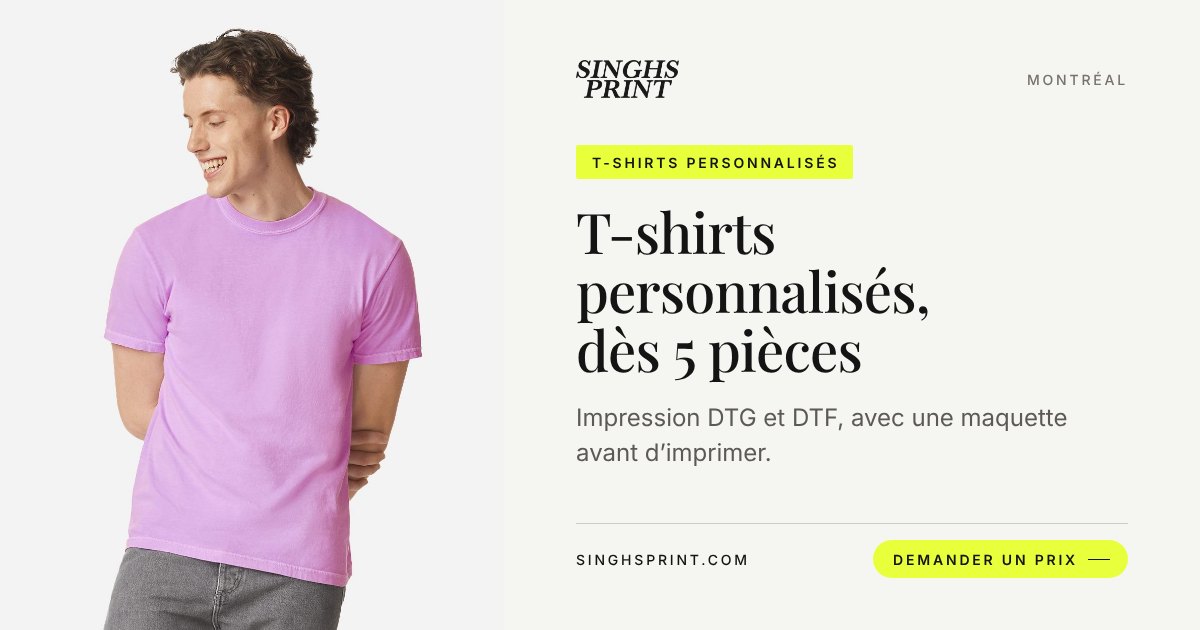 SINGHS
PRINT
MONTRÉAL
T-SHIRTS PERSONNALISÉS
T-shirts
personnalisés,
dès 5 pièces
Impression DTG et DTF, avec une maquette
avant d’imprimer.
SINGHSPRINT.COM
DEMANDER UN PRIX —